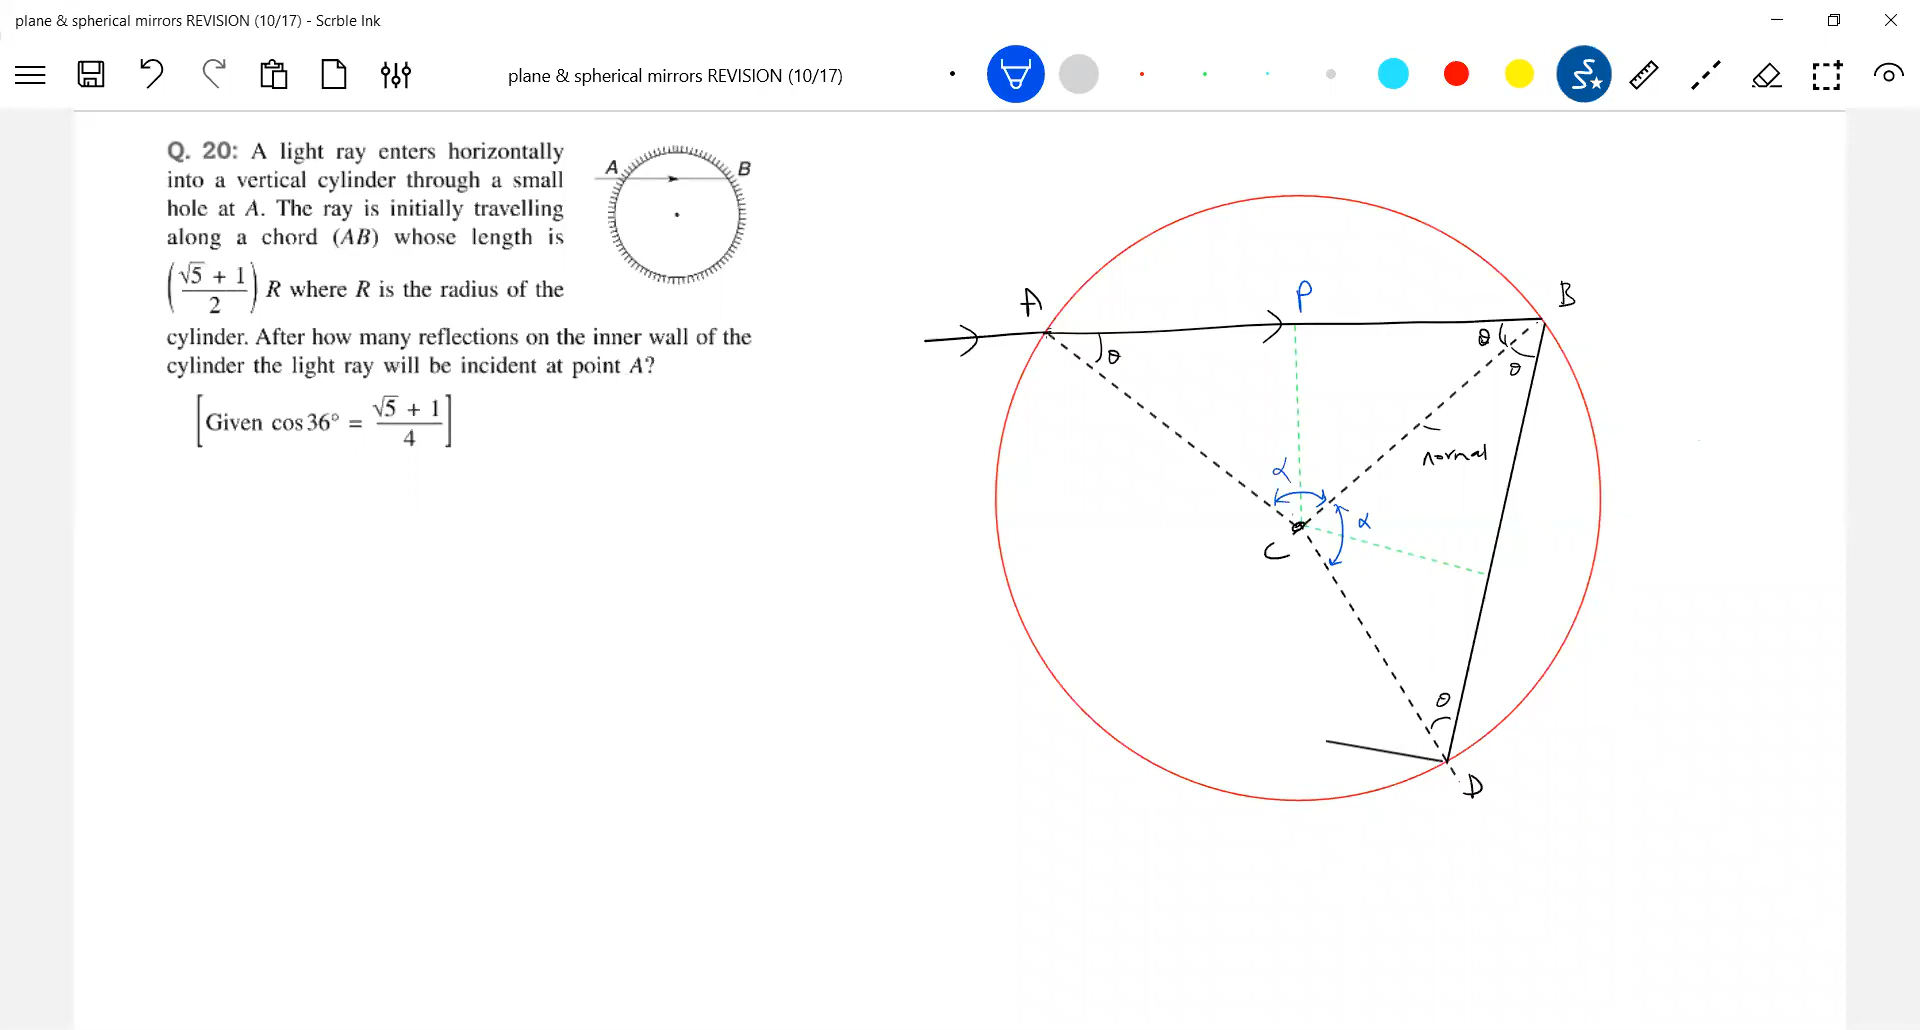 plane & spherical mirrors REVISION (10/17) - Scrble Ink
plane & spherical mirrors REVISION (10/17)
Q. 20: A light ray enters horizontally
into a vertical cylinder through a small
hole at A. The ray is initially travelling
along a chord (AB) whose length is
(√5 + 1 / 2) R where R is the radius of the
cylinder. After how many reflections on the inner wall of the
cylinder the light ray will be incident at point A?
[Given cos 36° = √5 + 1 / 4]
A
B
A
P
B
θ
θ
θ
normal
α
α
C
θ
D